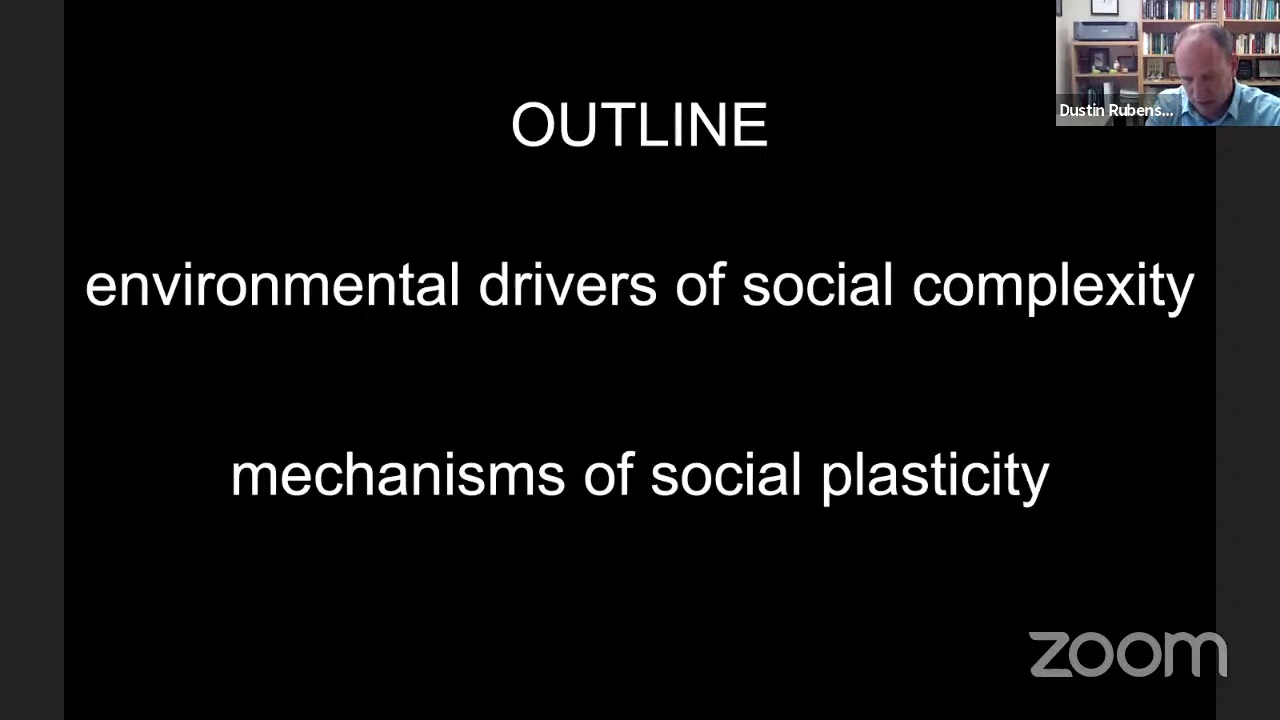 OUTLINE
Dustin Rubens...
environmental drivers of social complexity
mechanisms of social plasticity
zoom